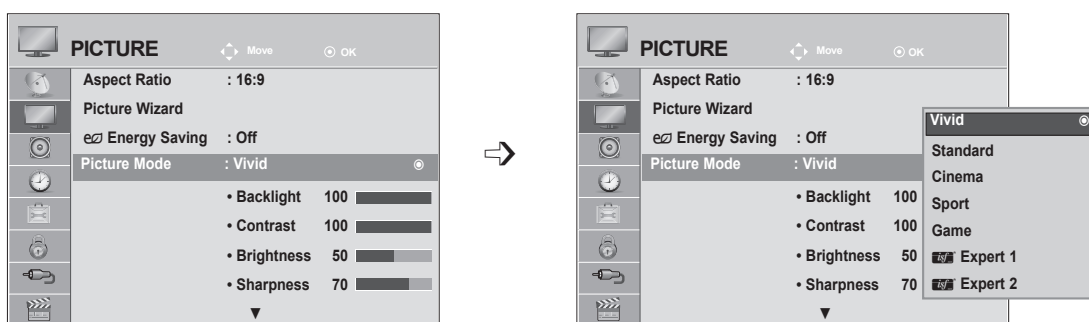 PICTURE Move OK
Aspect Ratio : 16:9
Picture Wizard
Energy Saving : Off
Picture Mode : Vivid
• Backlight 100
• Contrast 100
• Brightness 50
• Sharpness 70
PICTURE Move OK
Aspect Ratio : 16:9
Picture Wizard
Energy Saving : Off
Picture Mode : Vivid
• Backlight 100
• Contrast 100
• Brightness 50
• Sharpness 70
Vivid
Standard
Cinema
Sport
Game
isf Expert 1
isf Expert 2